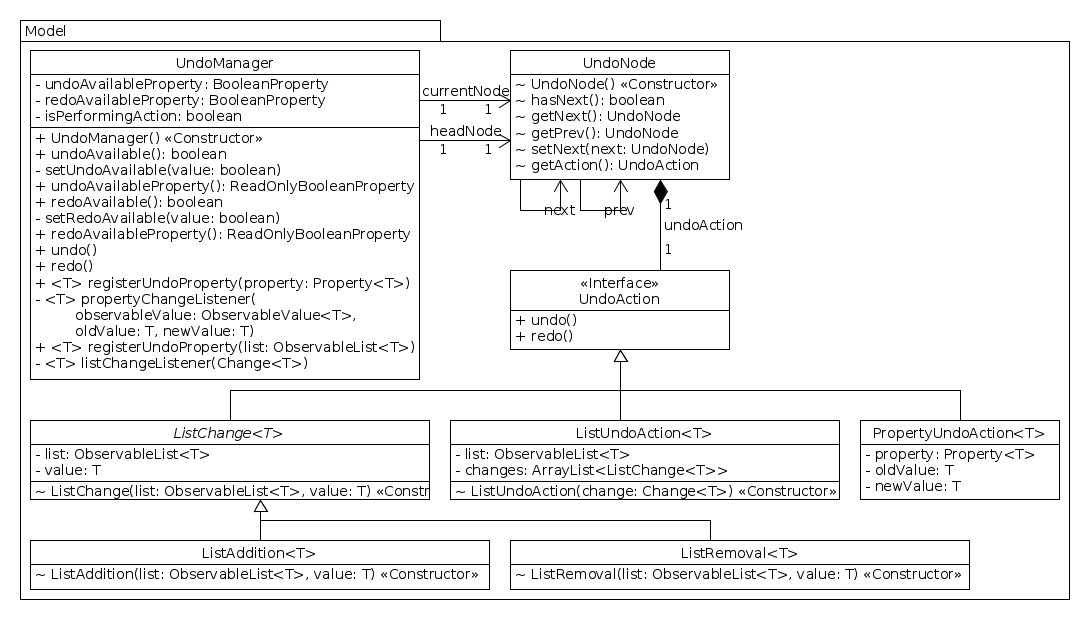 Model
UndoManager
- undoAvailableProperty: BooleanProperty
- redoAvailableProperty: BooleanProperty
- isPerformingAction: boolean
+ UndoManager() «Constructor»
+ undoAvailable(): boolean
- setUndoAvailable(value: boolean)
+ undoAvailableProperty(): ReadOnlyBooleanProperty
+ redoAvailable(): boolean
- setRedoAvailable(value: boolean)
+ redoAvailableProperty(): ReadOnlyBooleanProperty
+ undo()
+ redo()
+ <T> registerUndoProperty(property: Property<T>)
- <T> propertyChangeListener(
observableValue: ObservableValue<T>,
oldValue: T, newValue: T)
+ <T> registerUndoProperty(list: ObservableList<T>)
- <T> listChangeListener(Change<T>)
currentNode
1 1
headNode
1 1
UndoNode
~ UndoNode() «Constructor»
~ hasNext(): boolean
~ getNext(): UndoNode
~ getPrev(): UndoNode
~ setNext(next: UndoNode)
~ getAction(): UndoAction
next
prev
1
undoAction
1
«Interface»
UndoAction
+ undo()
+ redo()
ListChange<T>
- list: ObservableList<T>
- value: T
~ ListChange(list: ObservableList<T>, value: T) «Constr
ListUndoAction<T>
- list: ObservableList<T>
- changes: ArrayList<ListChange<T>>
~ ListUndoAction(change: Change<T>) «Constructor»
PropertyUndoAction<T>
- property: Property<T>
- oldValue: T
- newValue: T
ListAddition<T>
~ ListAddition(list: ObservableList<T>, value: T) «Constructor»
ListRemoval<T>
~ ListRemoval(list: ObservableList<T>, value: T) «Constructor»